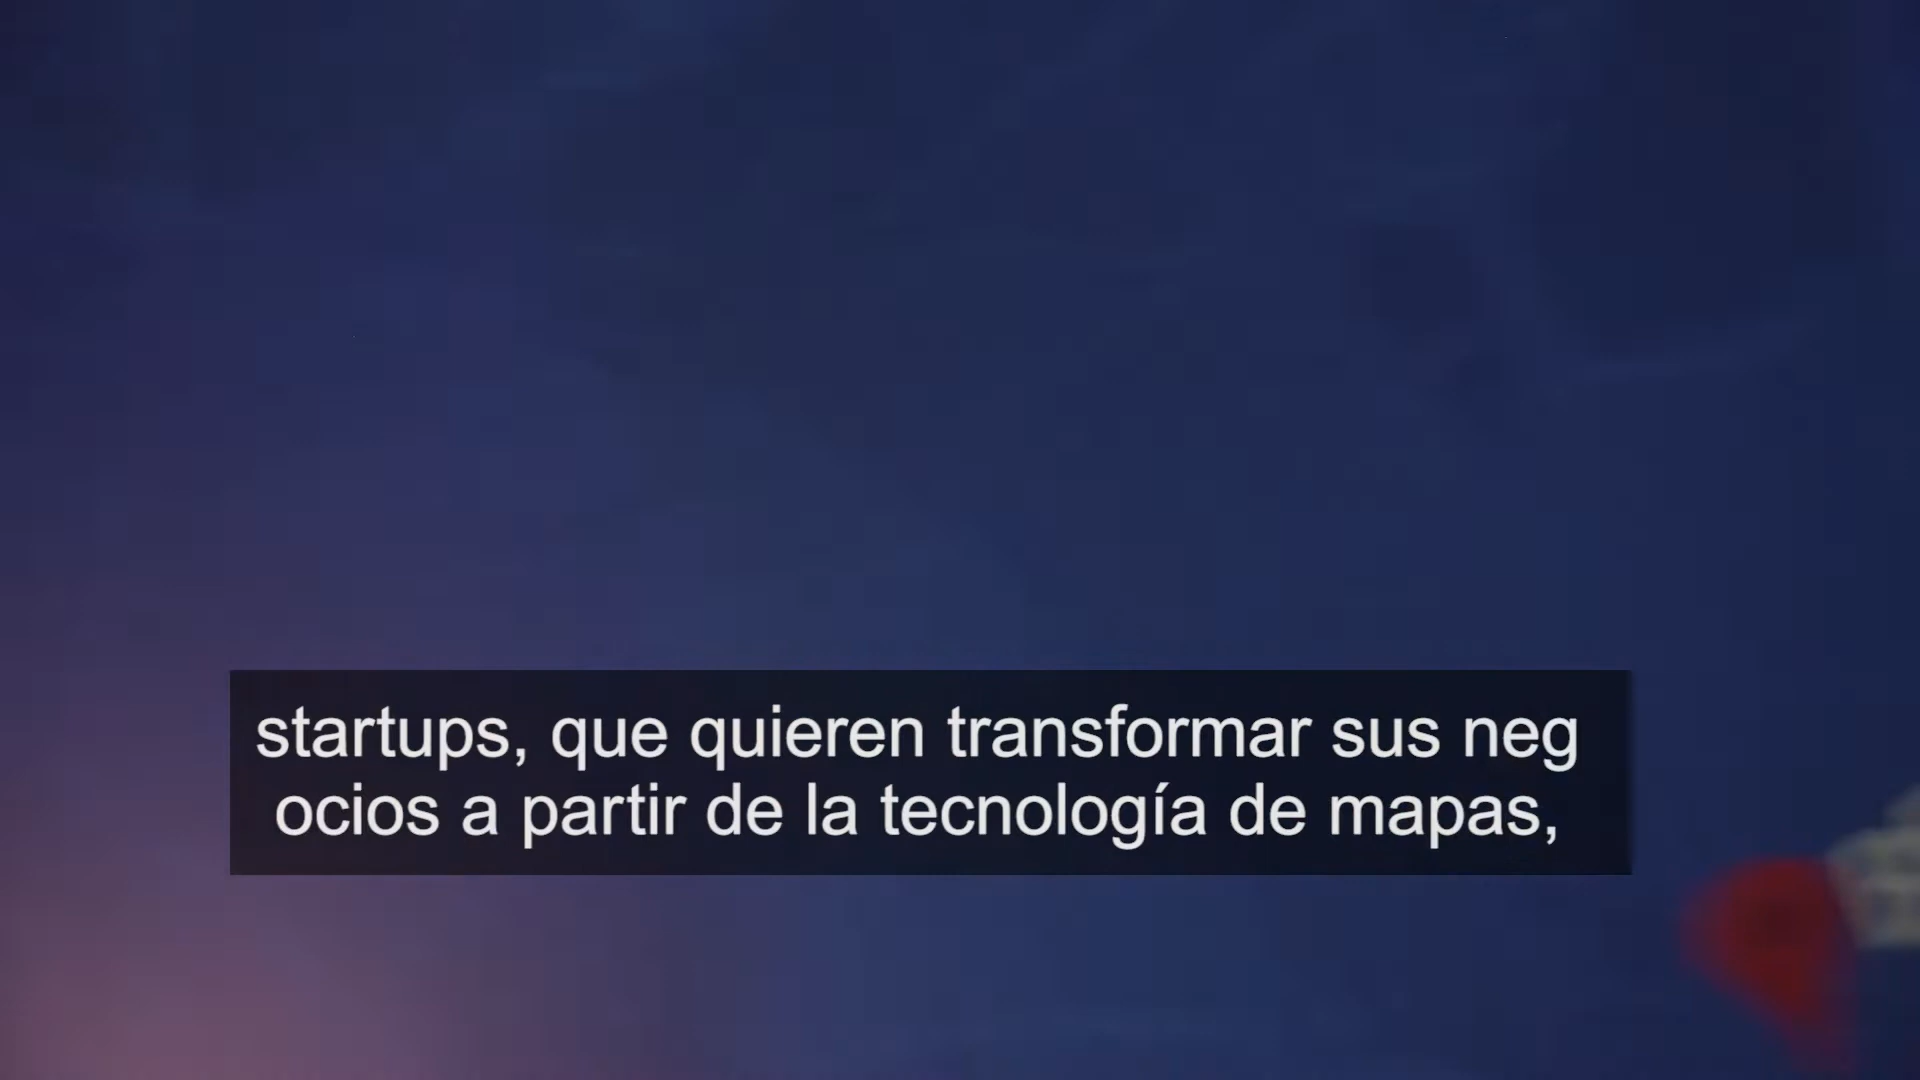 startups, que quieren transformar sus neg
ocios a partir de la tecnología de mapas,